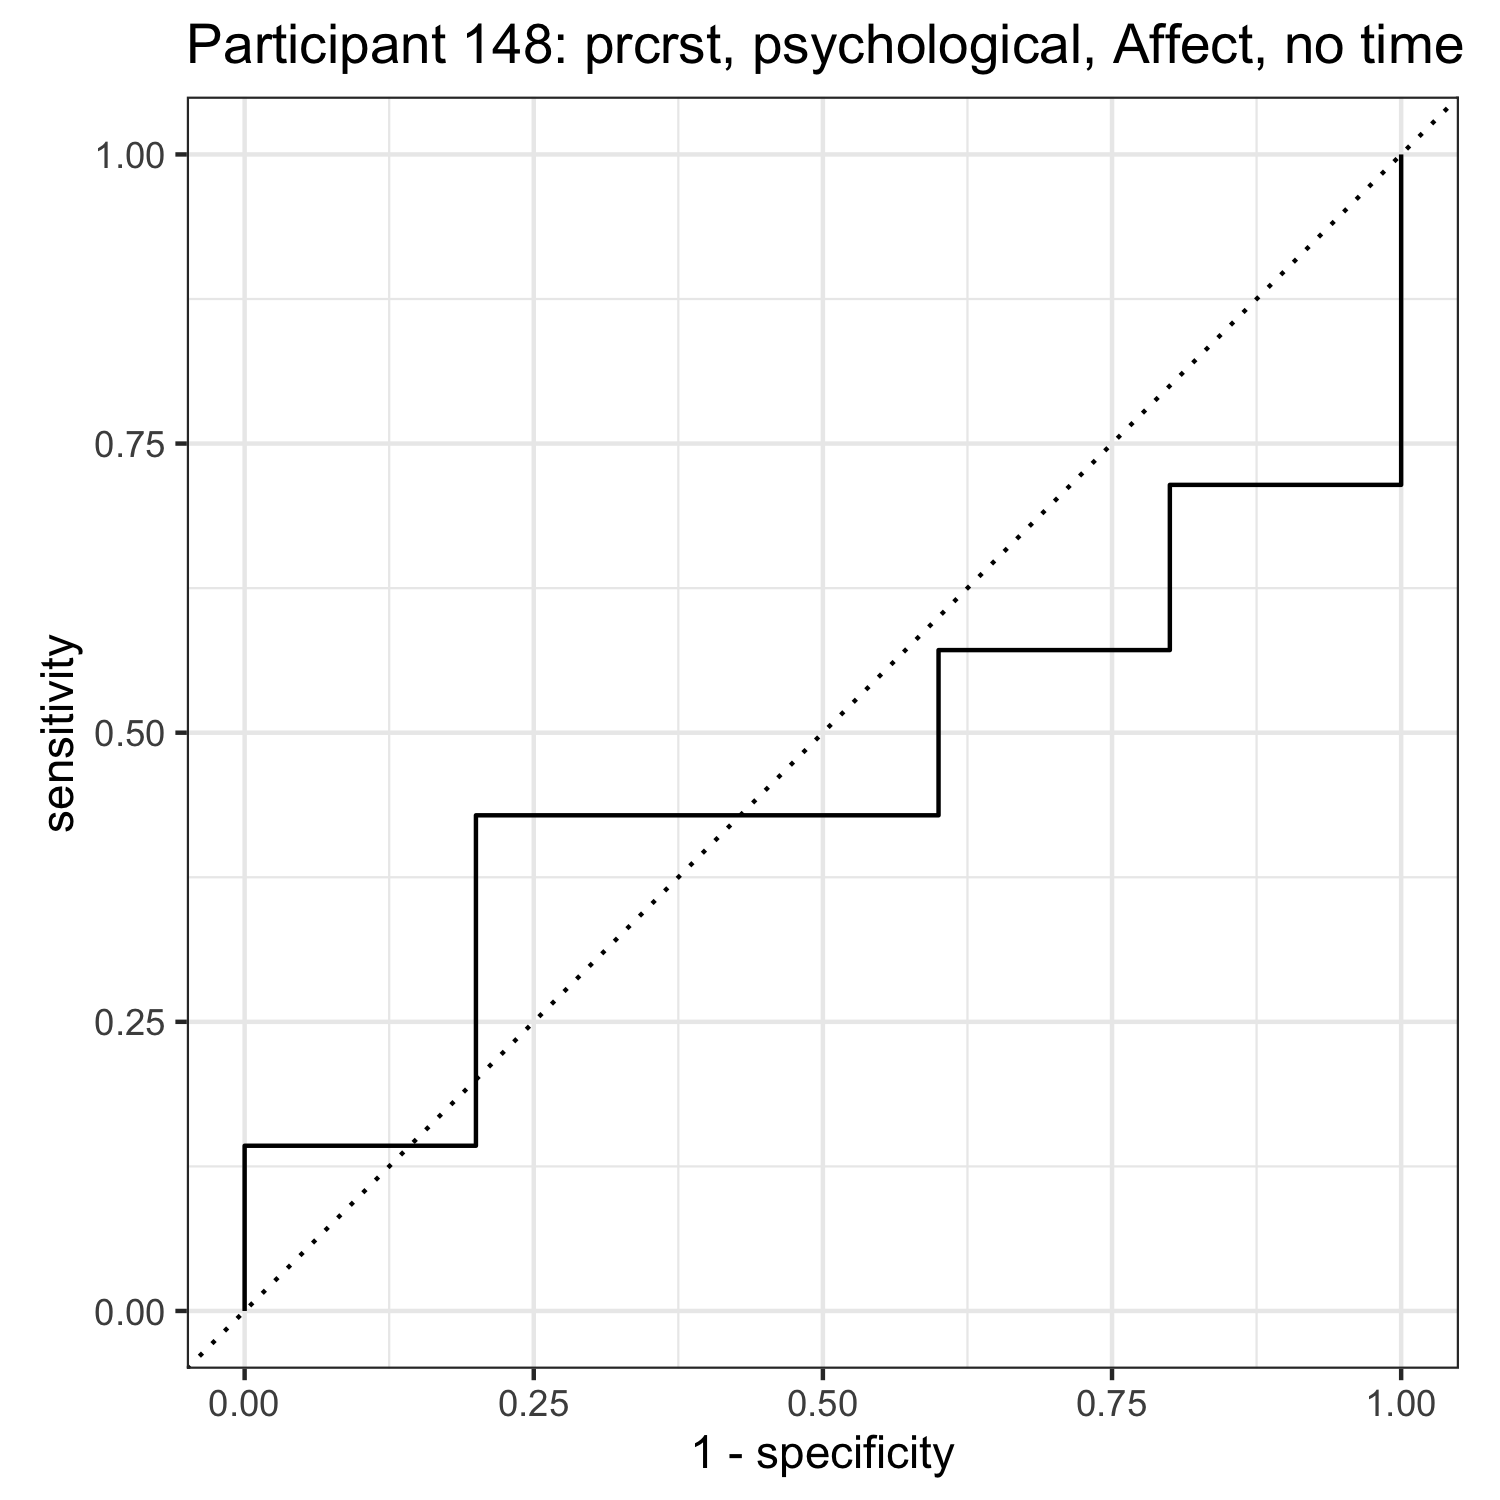 Participant 148: prcrst, psychological, Affect, no time
1.00
0.75
0.50
0.25
0.00
sensitivity
0.00 0.25 0.50 0.75 1.00
1 - specificity